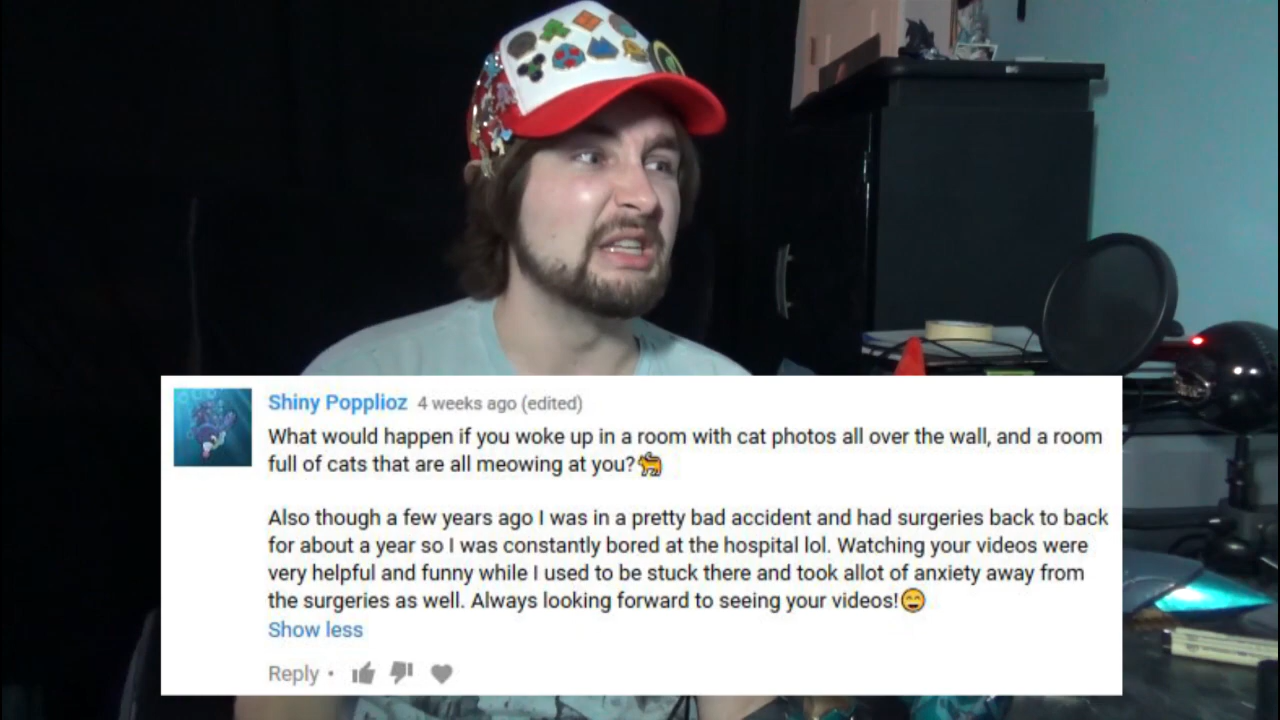 Shiny Popplioz 4 weeks ago (edited)
What would happen if you woke up in a room with cat photos all over the wall, and a room
full of cats that are all meowing at you?🐈
Also though a few years ago I was in a pretty bad accident and had surgeries back to back
for about a year so I was constantly bored at the hospital lol. Watching your videos were
very helpful and funny while I used to be stuck there and took allot of anxiety away from
the surgeries as well. Always looking forward to seeing your videos!😄
Show less
Reply •